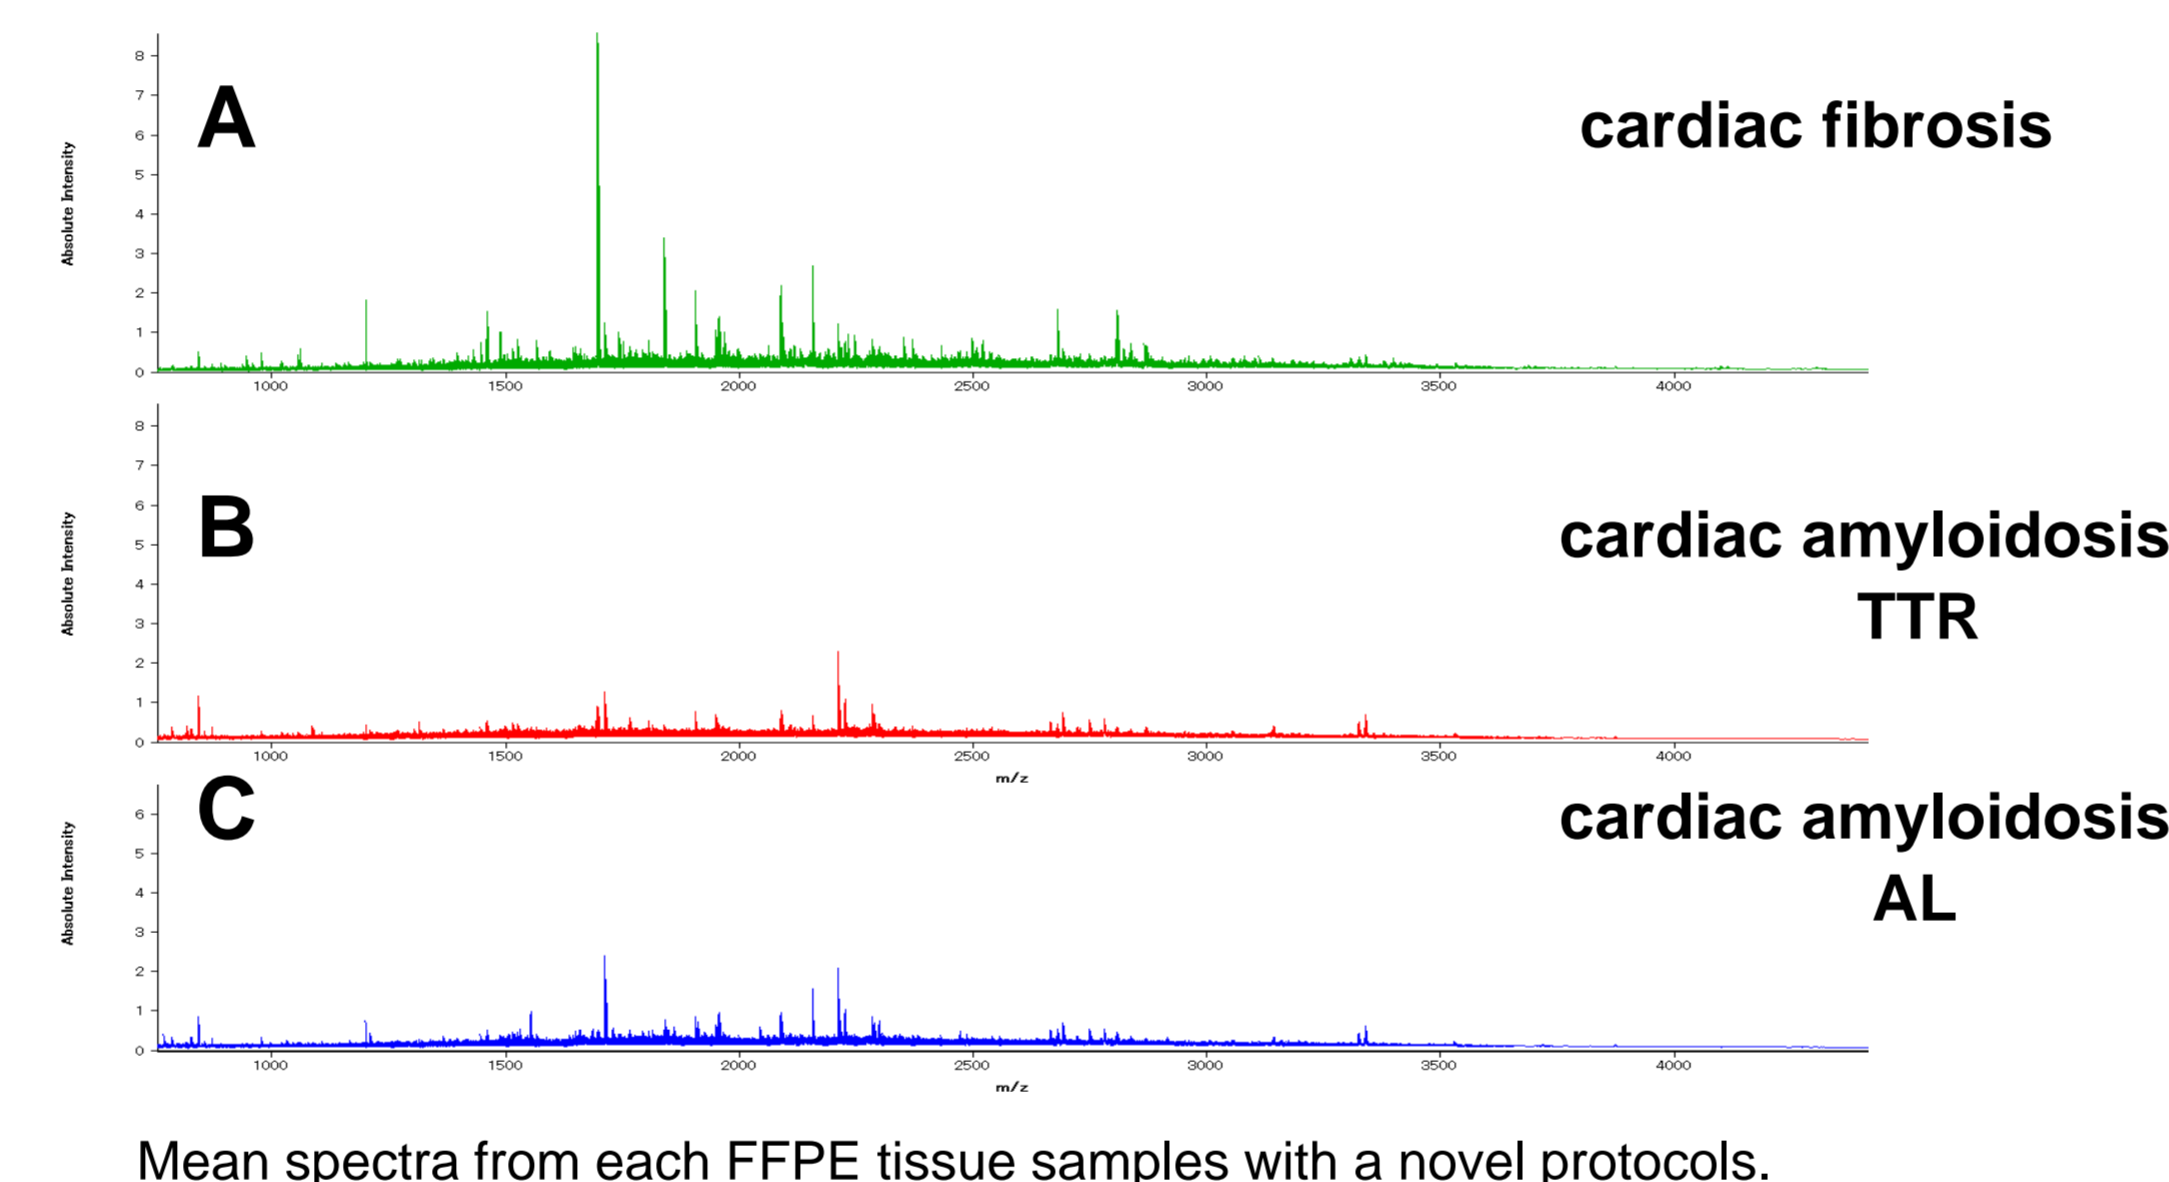 A
cardiac fibrosis
Absolute Intensity
8
7
6
5
4
3
2
1
0
1000 1500 2000 2500 3000 3500 4000
B
cardiac amyloidosis
TTR
Absolute Intensity
8
7
6
5
4
3
2
1
0
1000 1500 2000 2500 3000 3500 4000
m/z
C
cardiac amyloidosis
AL
Absolute Intensity
6
5
4
3
2
1
0
1000 1500 2000 2500 3000 3500 4000
m/z
Mean spectra from each FFPE tissue samples with a novel protocols.